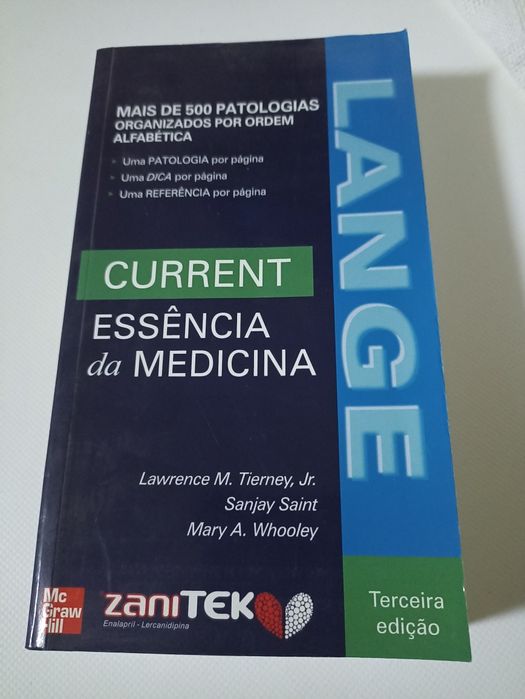 MAIS DE 500 PATOLOGIAS
ORGANIZADOS POR ORDEM
ALFABÉTICA
Uma PATOLOGIA por página
Uma DICA por página
Uma REFERÊNCIA por página
LANGE
CURRENT
ESSÊNCIA
da MEDICINA
Lawrence M. Tierney, Jr.
Sanjay Saint
Mary A. Whooley
Mc
Graw
Hill
zaniTEK
Enalapril - Lercanidipina
Terceira
edição